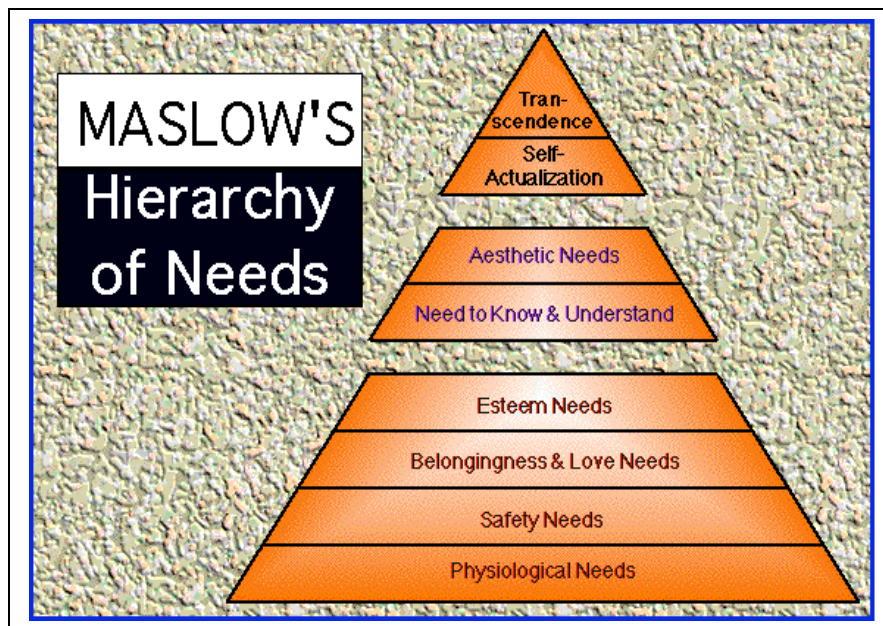 MASLOW'S
Hierarchy
of Needs
Tran-
scendence
Self-
Actualization
Aesthetic Needs
Need to Know & Understand
Esteem Needs
Belongingness & Love Needs
Safety Needs
Physiological Needs